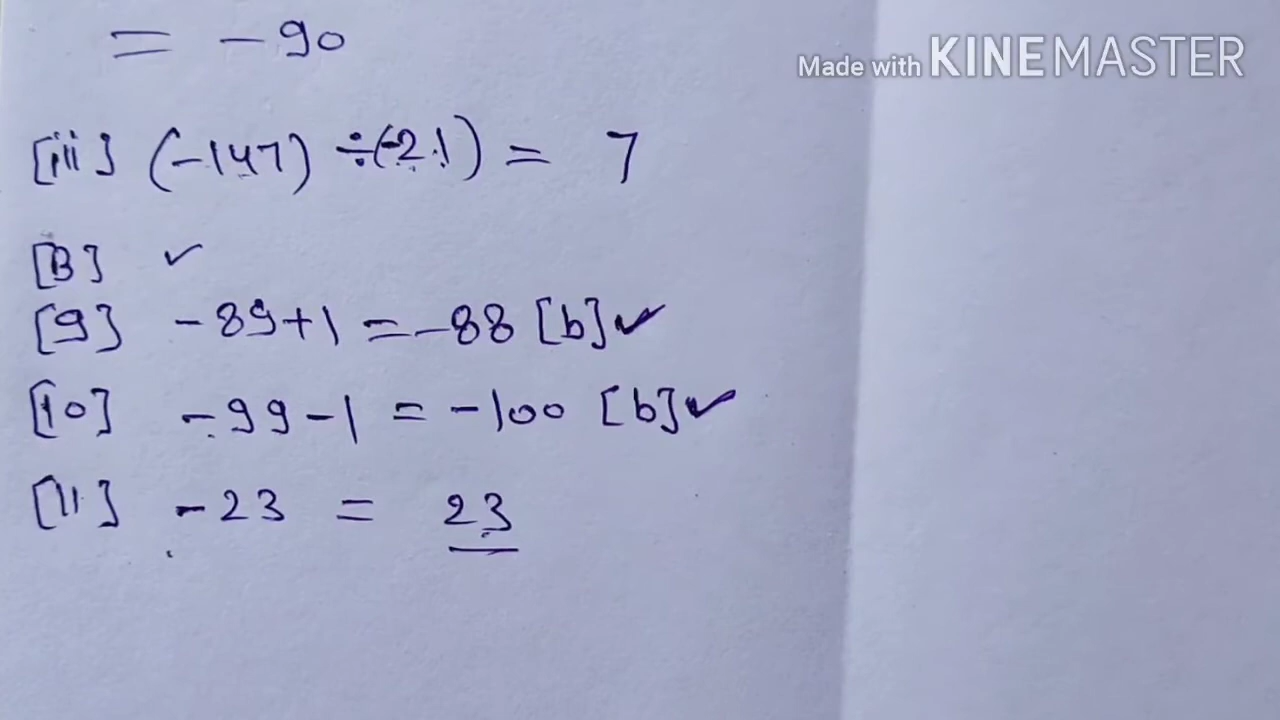 = -90
Made with KINEMASTER
[iii] (-147) ÷(-21) = 7
[B] ✓
[9] -89+1 = -88 [b]✓
[10] -99-1 = -100 [b]✓
[11] -23 = 23